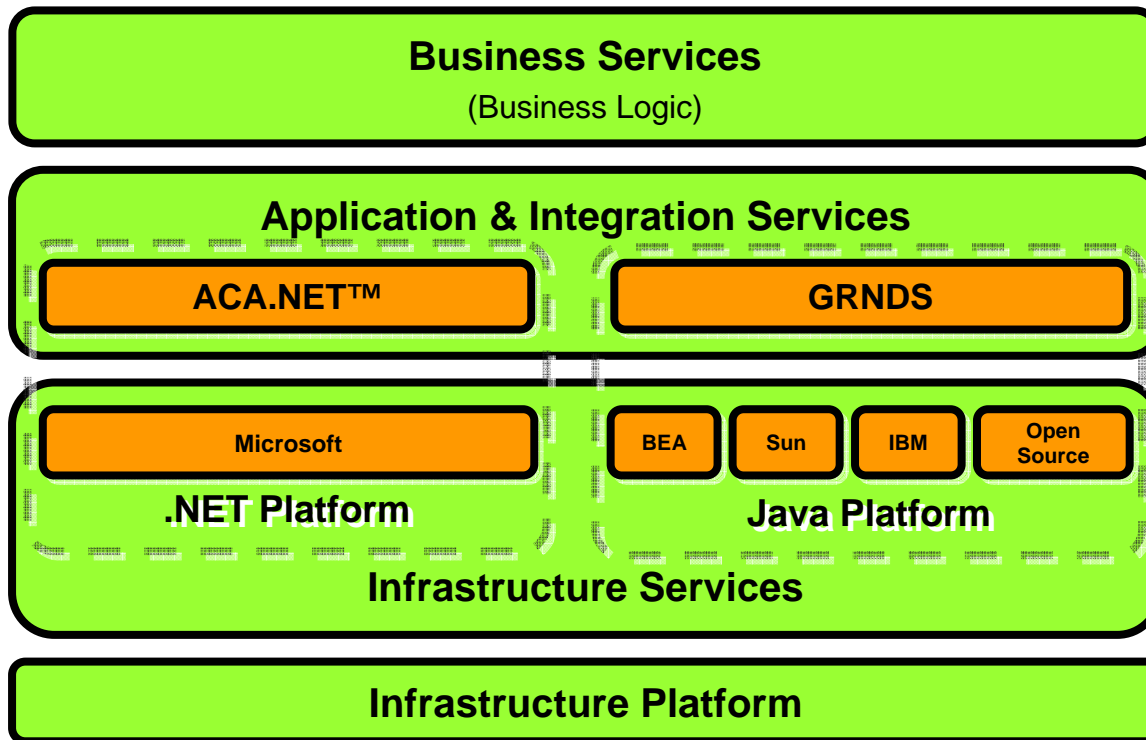 Business Services
(Business Logic)
Application & Integration Services
ACA.NET™
GRNDS
Microsoft
BEA
Sun
IBM
Open
Source
.NET Platform
Java Platform
Infrastructure Services
Infrastructure Platform